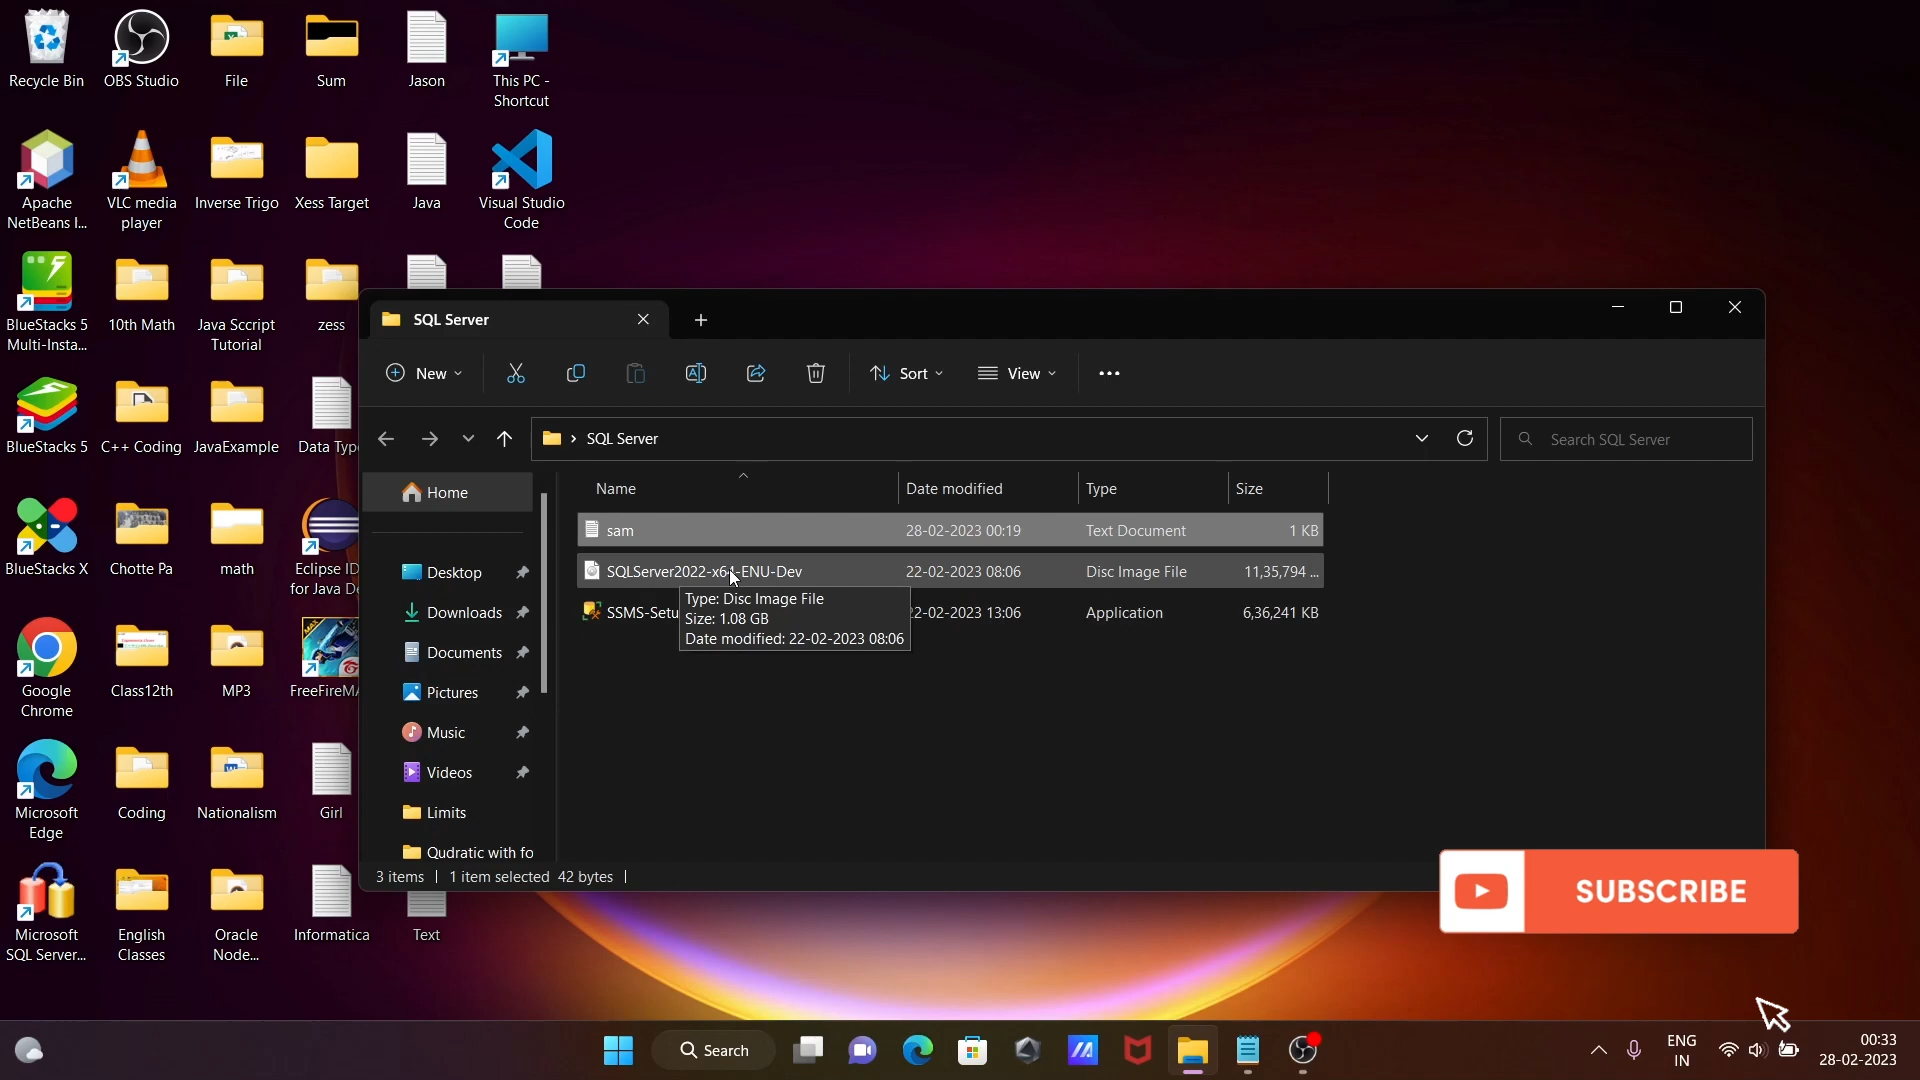 Recycle Bin
OBS Studio
File
Sum
Jason
This PC -
Shortcut
Apache
NetBeans I...
VLC media
player
Inverse Trigo
Xess Target
Java
Visual Studio
Code
BlueStacks 5
Multi-Insta...
10th Math
Java Sccript
Tutorial
zess
BlueStacks 5
C++ Coding
JavaExample
Data Typ
BlueStacks X
Chotte Pa
math
Eclipse ID
for Java De
Google
Chrome
Class12th
MP3
MAX
FreeFireMA
Microsoft
Edge
Coding
Nationalism
Girl
Microsoft
SQL Server...
English
Classes
Oracle
Node...
Informatica
Text
SQL Server
New
Sort
View
SQL Server
Search SQL Server
Home
Desktop
Downloads
Documents
Pictures
Music
Videos
Limits
Qudratic with fo
Name
Date modified
Type
Size
sam
28-02-2023 00:19
Text Document
1 KB
SQLServer2022-x64-ENU-Dev
22-02-2023 08:06
Disc Image File
11,35,794 ...
SSMS-Setu
22-02-2023 13:06
Application
6,36,241 KB
Type: Disc Image File
Size: 1.08 GB
Date modified: 22-02-2023 08:06
3 items
1 item selected 42 bytes
SUBSCRIBE
Search
ENG
IN
00:33
28-02-2023